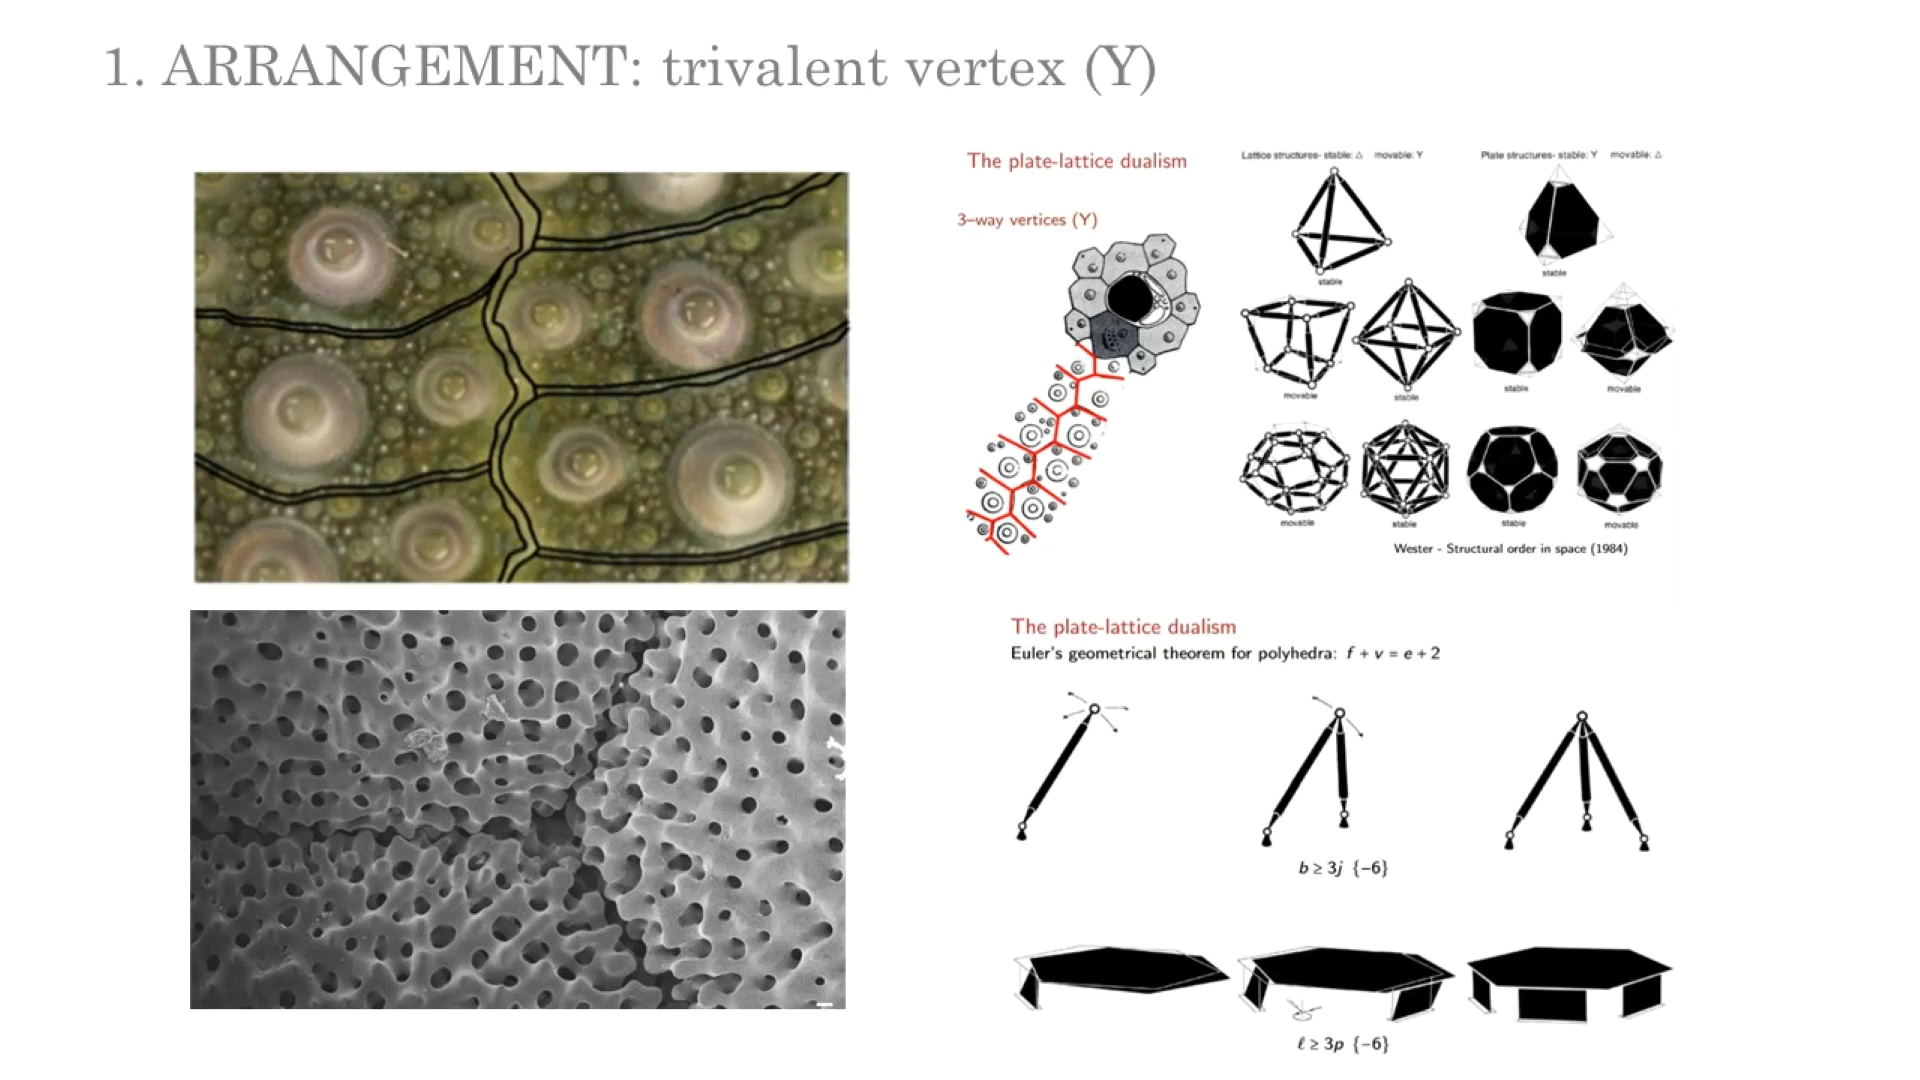 1. ARRANGEMENT: trivalent vertex (Y)
The plate-lattice dualism
3–way vertices (Y)
Lattice structures- stable: △ movable: Y
Plate structures- stable: Y movable: △
stable
stable
movable
stable
stable
movable
movable
stable
stable
movable
Wester - Structural order in space (1984)
The plate-lattice dualism
Euler's geometrical theorem for polyhedra: f + v = e + 2
b ≥ 3j {−6}
ℓ ≥ 3p {−6}